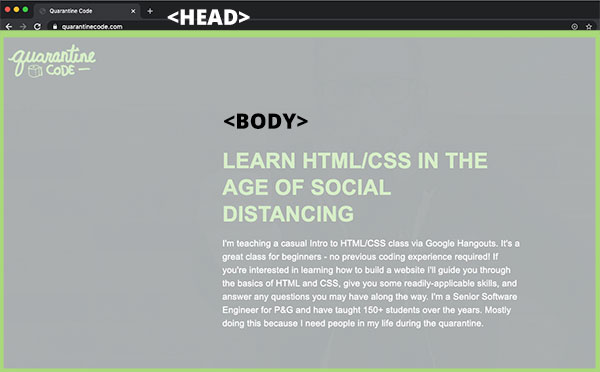 Quarantine Code
<HEAD>
quarantinecode.com
quarantine
CODE
<BODY>
LEARN HTML/CSS IN THE
AGE OF SOCIAL
DISTANCING
I'm teaching a casual Intro to HTML/CSS class via Google Hangouts. It's a
great class for beginners - no previous coding experience required! If
you're interested in learning how to build a website I'll guide you through
the basics of HTML and CSS, give you some readily-applicable skills, and
answer any questions you may have along the way. I'm a Senior Software
Engineer for P&G and have taught 150+ students over the years. Mostly
doing this because I need people in my life during the quarantine.